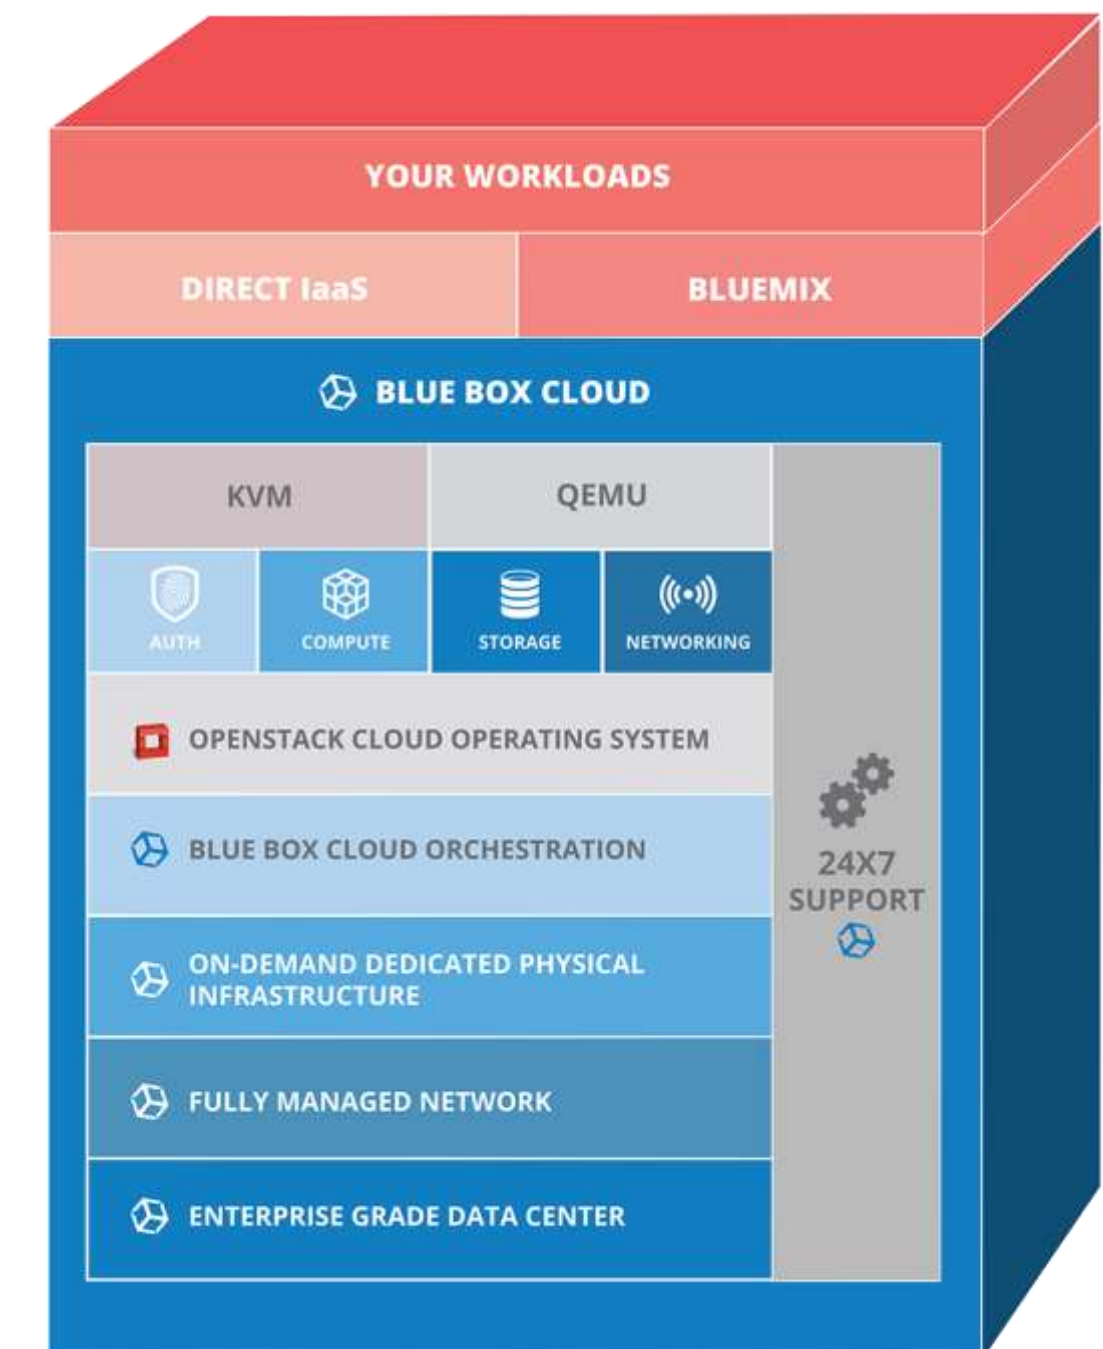 YOUR WORKLOADS
DIRECT IaaS
BLUEMIX
BLUE BOX CLOUD
KVM
QEMU
AUTH
COMPUTE
STORAGE
NETWORKING
OPENSTACK CLOUD OPERATING SYSTEM
BLUE BOX CLOUD ORCHESTRATION
ON-DEMAND DEDICATED PHYSICAL
INFRASTRUCTURE
FULLY MANAGED NETWORK
ENTERPRISE GRADE DATA CENTER
24X7
SUPPORT